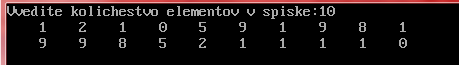 Vvedite kolichestvo elementov v spiske:10
1 2 1 0 5 9 1 9 8 1
9 9 8 5 2 1 1 1 1 0